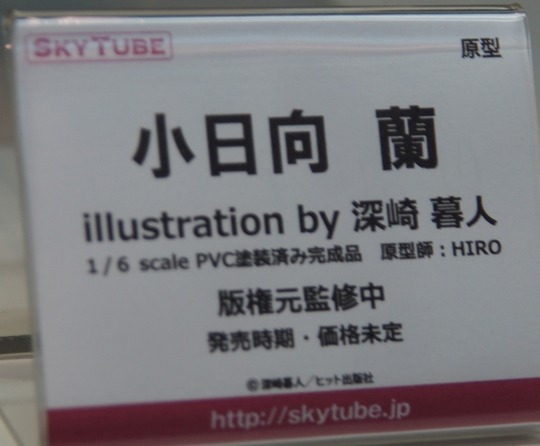 SKYTUBE
原型
小日向 蘭
illustration by 深崎 暮人
1/6 scale PVC塗装済み完成品 原型師:HIRO
版権元監修中
発売時期・価格未定
©深崎暮人/ヒット出版社
http://skytube.jp